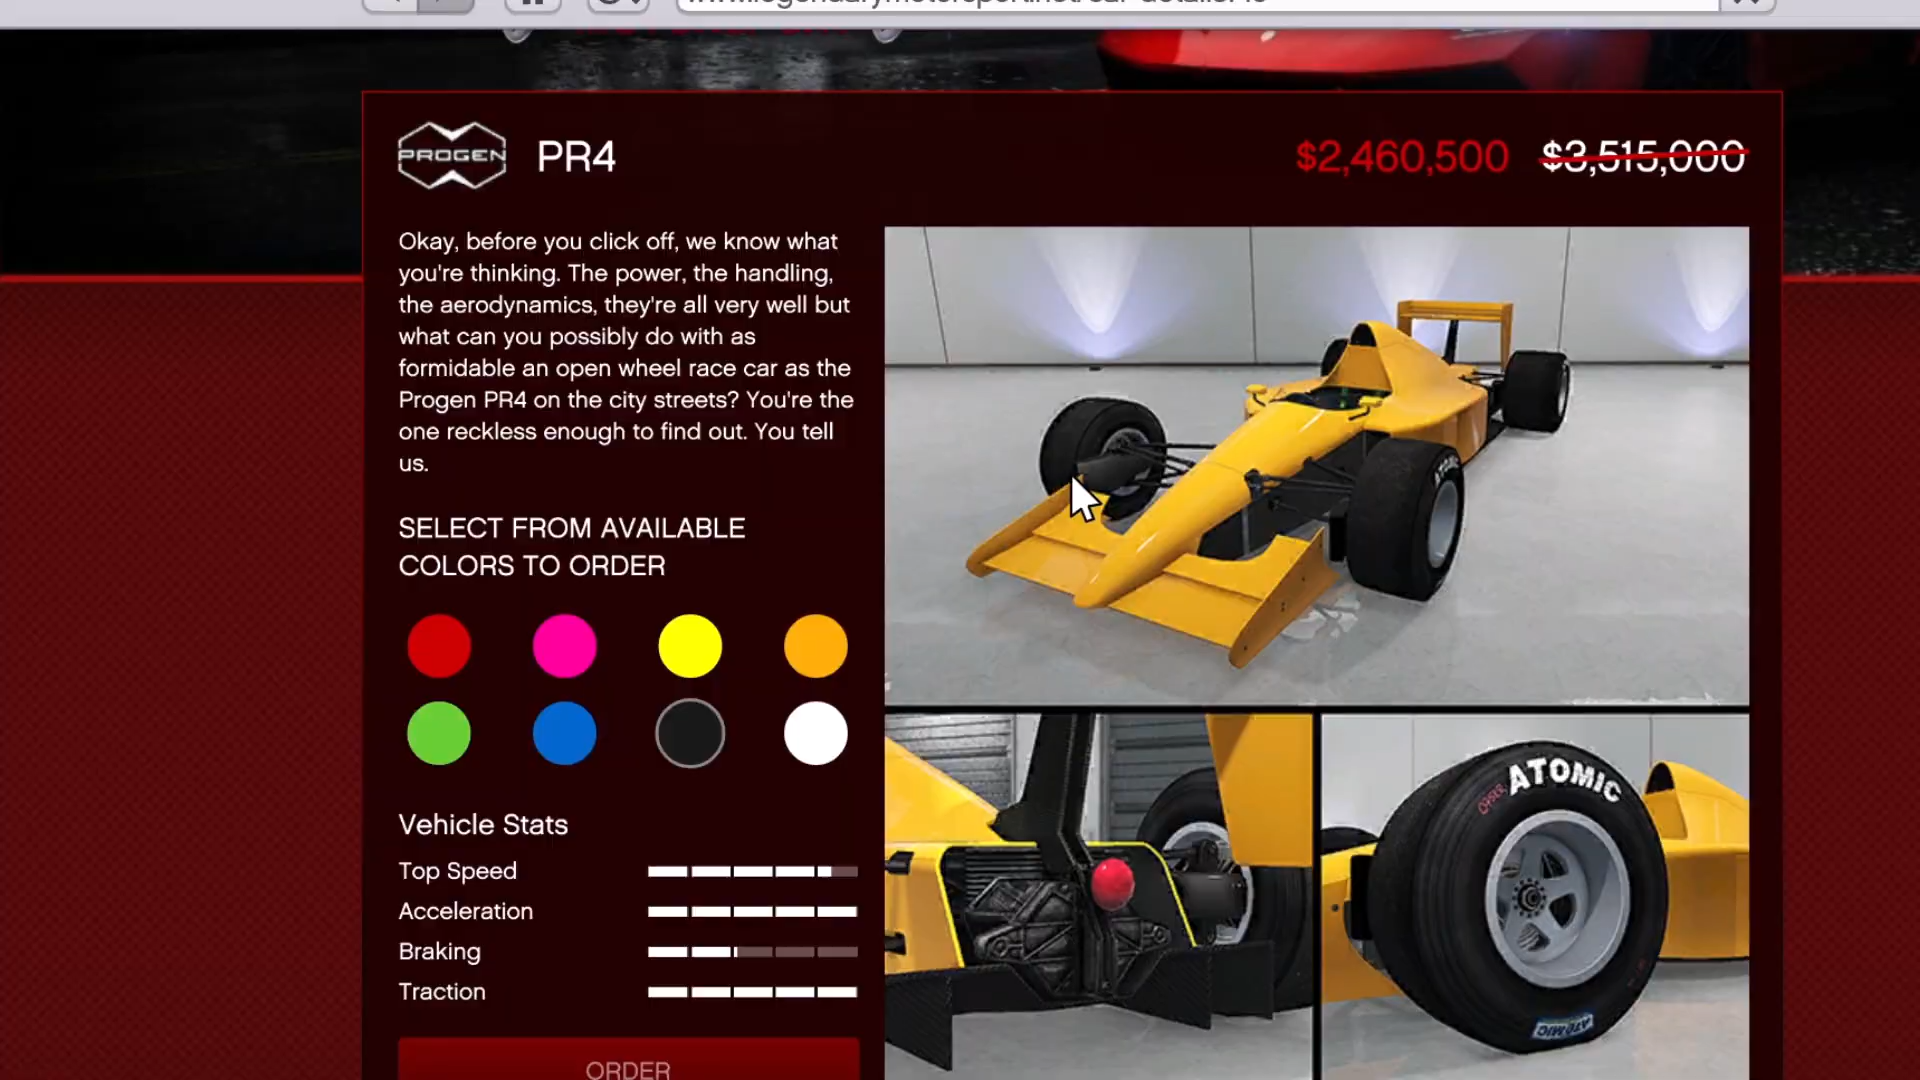 PROGEN
PR4
$2,460,500 $3,515,000
Okay, before you click off, we know what
you're thinking. The power, the handling,
the aerodynamics, they're all very well but
what can you possibly do with as
formidable an open wheel race car as the
Progen PR4 on the city streets? You're the
one reckless enough to find out. You tell
us.
SELECT FROM AVAILABLE
COLORS TO ORDER
Vehicle Stats
Top Speed
Acceleration
Braking
Traction
ORDER
ATOMIC
ATOMIC